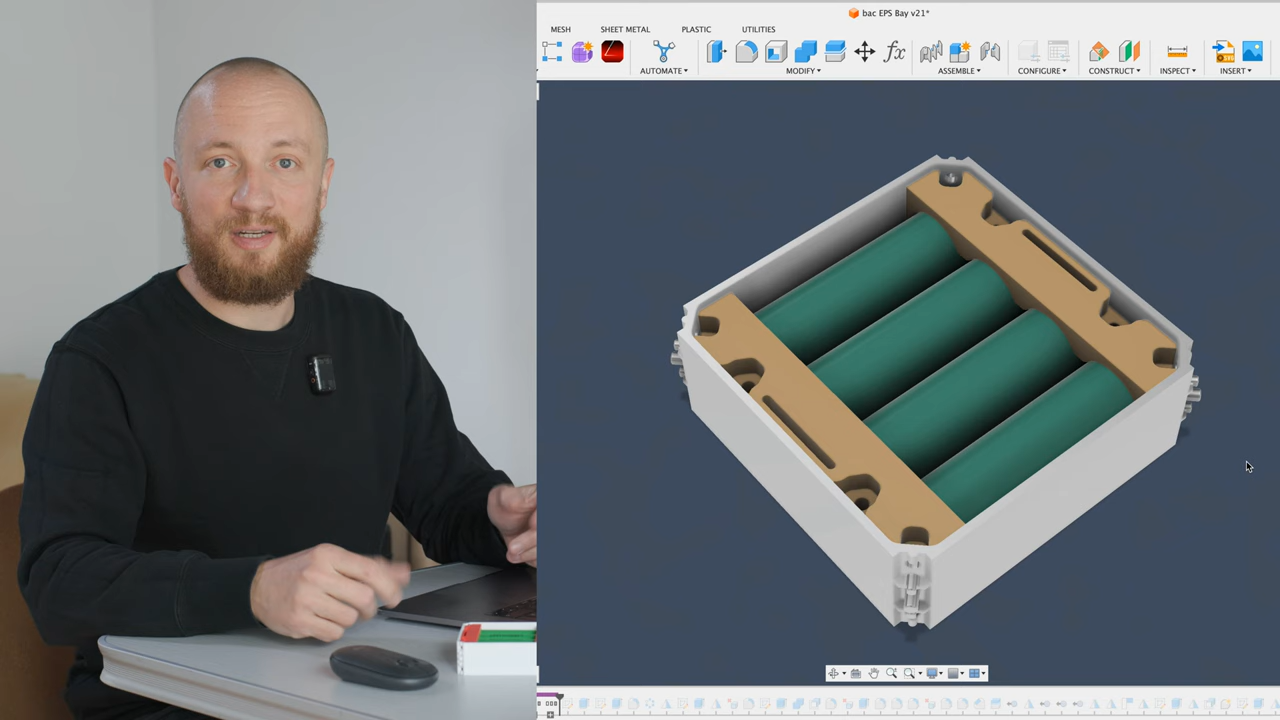 bac EPS Bay v21*
MESH SHEET METAL PLASTIC UTILITIES
AUTOMATE MODIFY ASSEMBLE CONFIGURE CONSTRUCT INSPECT INSERT
fx